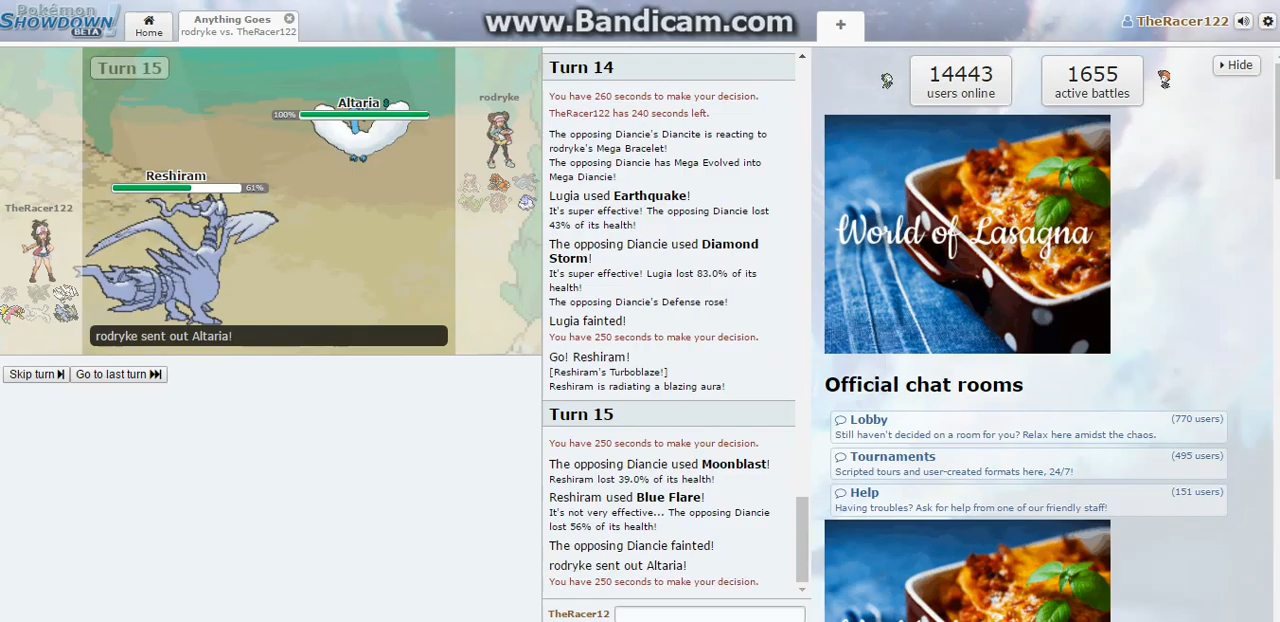 Pokémon
SHOWDOWN
BETA
Home
Anything Goes
rodryke vs. TheRacer122
www.Bandicam.com
+
TheRacer122
Turn 15
Altaria
100%
rodryke
Reshiram
61%
TheRacer122
rodryke sent out Altaria!
Skip turn
Go to last turn
Turn 14
You have 260 seconds to make your decision.
TheRacer122 has 240 seconds left.
The opposing Diancie's Diancite is reacting to
rodryke's Mega Bracelet!
The opposing Diancie has Mega Evolved into
Mega Diancie!
Lugia used Earthquake!
It's super effective! The opposing Diancie lost
43% of its health!
The opposing Diancie used Diamond
Storm!
It's super effective! Lugia lost 83.0% of its
health!
The opposing Diancie's Defense rose!
Lugia fainted!
You have 250 seconds to make your decision.
Go! Reshiram!
[Reshiram's Turboblaze!]
Reshiram is radiating a blazing aura!
Turn 15
You have 250 seconds to make your decision.
The opposing Diancie used Moonblast!
Reshiram lost 39.0% of its health!
Reshiram used Blue Flare!
It's not very effective... The opposing Diancie
lost 56% of its health!
The opposing Diancie fainted!
rodryke sent out Altaria!
You have 250 seconds to make your decision.
TheRacer12
14443
users online
1655
active battles
Hide
World of Lasagna
Official chat rooms
Lobby
(770 users)
Still haven't decided on a room for you? Relax here amidst the chaos.
Tournaments
(495 users)
Scripted tours and user-created formats here, 24/7!
Help
(151 users)
Having troubles? Ask for help from one of our friendly staff!